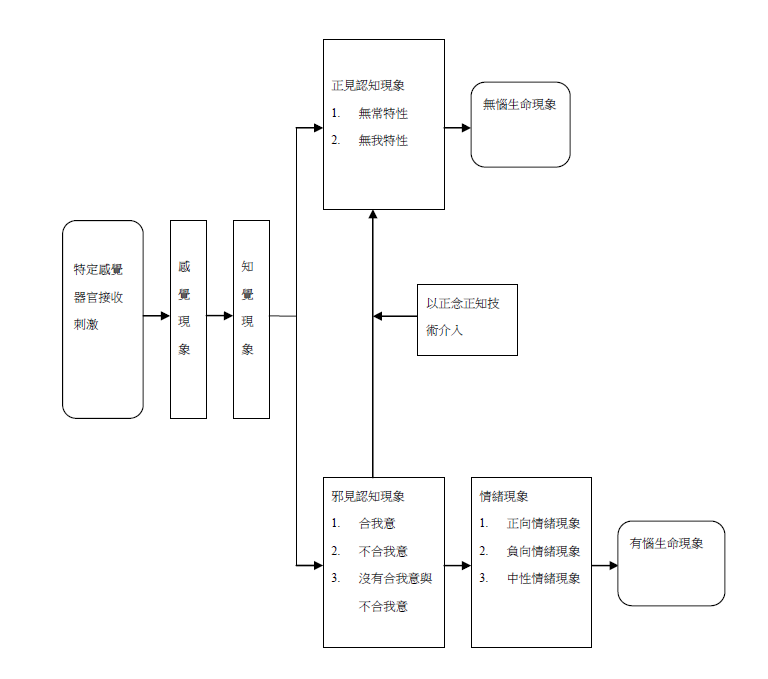 正見認知現象
1. 無常特性
2. 無我特性
無惱生命現象
特定感覺
器官接收
刺激
感
覺
現
象
知
覺
現
象
以正念正知技
術介入
邪見認知現象
1. 合我意
2. 不合我意
3. 沒有合我意與
不合我意
情緒現象
1. 正向情緒現象
2. 負向情緒現象
3. 中性情緒現象
有惱生命現象